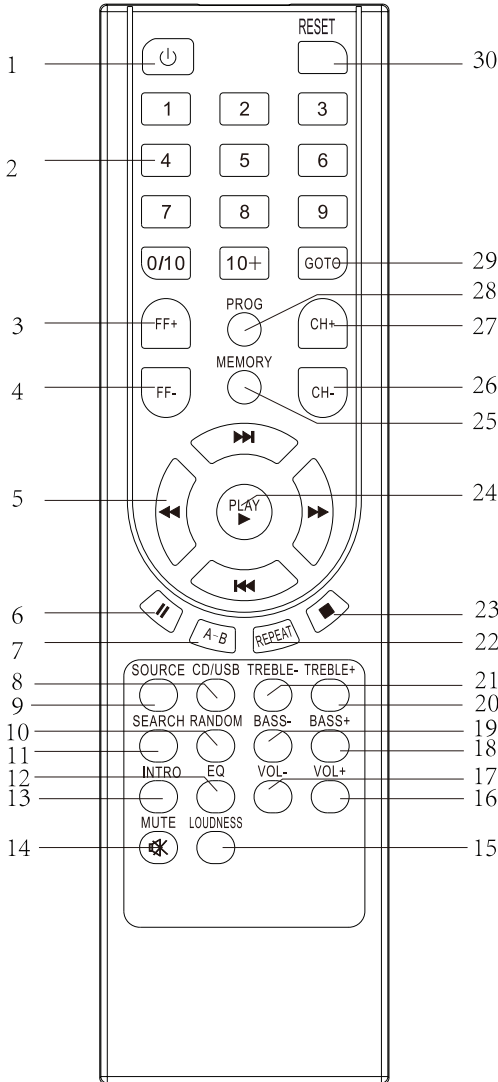 RESET
1 30
1 2 3
2 4 5 6
7 8 9
0/10 10+ GOTO 29
PROG 28
3 FF+ CH+ 27
MEMORY 26
4 FF- CH- 25
5 PLAY 24
6 23
7 A~B REPEAT 22
8 SOURCE CD/USB TREBLE- TREBLE+ 21
9 20
10 SEARCH RANDOM BASS- BASS+ 19
11 18
12 INTRO EQ VOL- VOL+ 17
13 16
MUTE LOUDNESS
14 15